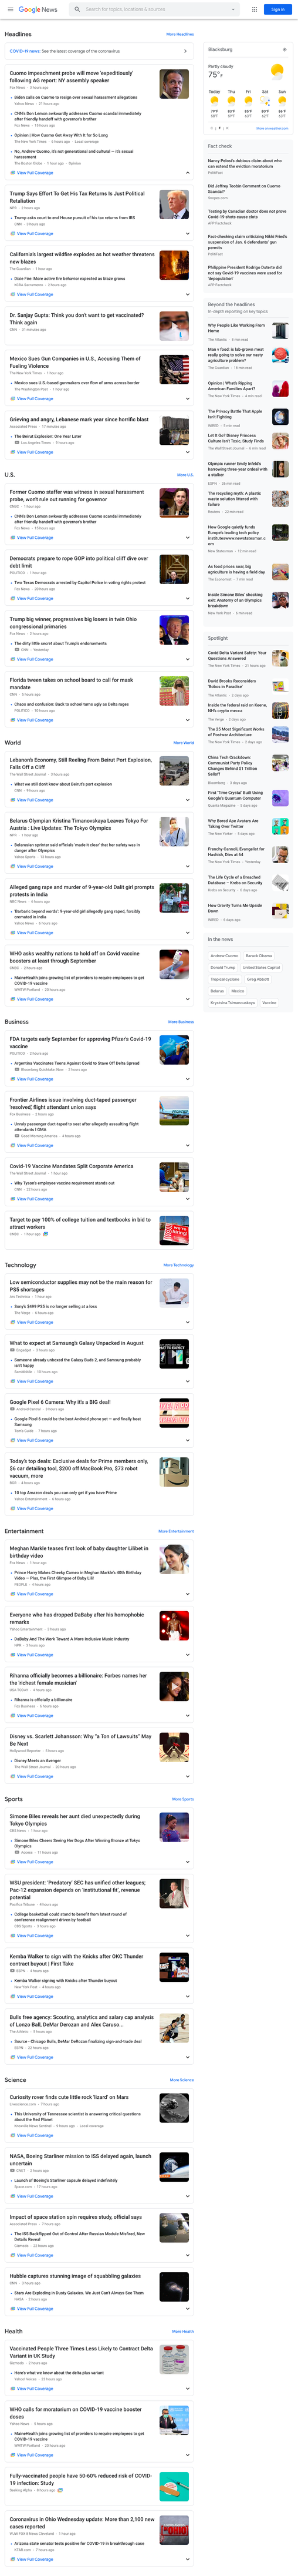 Google News
Search for topics, locations & sources
Sign in
Headlines
More Headlines
COVID-19 news: See the latest coverage of the coronavirus
Cuomo impeachment probe will move 'expeditiously'
following AG report: NY assembly speaker
Fox News · 2 hours ago
Biden calls on Cuomo to resign over sexual harassment allegations
Yahoo News · 21 hours ago
CNN's Don Lemon awkwardly addresses Cuomo scandal immediately
after friendly handoff with governor's brother
Fox News · 15 hours ago
Opinion | How Cuomo Got Away With It for So Long
The New York Times · 6 hours ago · Local coverage
No, Andrew Cuomo, it's not generational and cultural — it's sexual
harassment
The Boston Globe · 1 hour ago · Opinion
View Full Coverage
Trump Says Effort To Get His Tax Returns Is Just Political
Retaliation
NPR · 2 hours ago
Trump asks court to end House pursuit of his tax returns from IRS
CNN · 3 hours ago
View Full Coverage
California's largest wildfire explodes as hot weather threatens
new blazes
The Guardian · 1 hour ago
Dixie Fire: More active fire behavior expected as blaze grows
KCRA Sacramento · 2 hours ago
View Full Coverage
Dr. Sanjay Gupta: Think you don't want to get vaccinated?
Think again
CNN · 51 minutes ago
Mexico Sues Gun Companies in U.S., Accusing Them of
Fueling Violence
The New York Times · 1 hour ago
Mexico sues U.S.-based gunmakers over flow of arms across border
The Washington Post · 1 hour ago
View Full Coverage
Grieving and angry, Lebanese mark year since horrific blast
Associated Press · 11 minutes ago
The Beirut Explosion: One Year Later
Los Angeles Times · 9 hours ago
View Full Coverage
U.S.
More U.S.
Former Cuomo staffer was witness in sexual harassment
probe, won't rule out running for governor
CNBC · 1 hour ago
CNN's Don Lemon awkwardly addresses Cuomo scandal immediately
after friendly handoff with governor's brother
Fox News · 15 hours ago
View Full Coverage
Democrats prepare to rope GOP into political cliff dive over
debt limit
POLITICO · 1 hour ago
Two Texas Democrats arrested by Capitol Police in voting rights protest
Fox News · 20 hours ago
View Full Coverage
Trump big winner, progressives big losers in twin Ohio
congressional primaries
Fox News · 2 hours ago
The dirty little secret about Trump's endorsements
CNN · Yesterday
View Full Coverage
Florida tween takes on school board to call for mask
mandate
CNN · 5 hours ago
Chaos and confusion: Back to school turns ugly as Delta rages
POLITICO · 10 hours ago
View Full Coverage
World
More World
Lebanon's Economy, Still Reeling From Beirut Port Explosion,
Falls Off a Cliff
The Wall Street Journal · 3 hours ago
What we still don't know about Beirut's port explosion
CNN · 9 hours ago
View Full Coverage
Belarus Olympian Kristina Timanovskaya Leaves Tokyo For
Austria : Live Updates: The Tokyo Olympics
NPR · 1 hour ago
Belarusian sprinter said officials 'made it clear' that her safety was in
danger after Olympics
Yahoo Sports · 13 hours ago
View Full Coverage
Alleged gang rape and murder of 9-year-old Dalit girl prompts
protests in India
NBC News · 6 hours ago
'Barbaric beyond words': 9-year-old girl allegedly gang raped, forcibly
cremated in India
Yahoo News · 6 hours ago
View Full Coverage
WHO asks wealthy nations to hold off on Covid vaccine
boosters at least through September
CNBC · 2 hours ago
MaineHealth joins growing list of providers to require employees to get
COVID-19 vaccine
WMTW Portland · 20 hours ago
View Full Coverage
Business
More Business
FDA targets early September for approving Pfizer's Covid-19
vaccine
POLITICO · 2 hours ago
Argentina Vaccinates Teens Against Covid to Stave Off Delta Spread
Bloomberg Quicktake: Now · 2 hours ago
View Full Coverage
Frontier Airlines issue involving duct-taped passenger
'resolved,' flight attendant union says
Fox Business · 2 hours ago
Unruly passenger duct-taped to seat after allegedly assaulting flight
attendants l GMA
Good Morning America · 4 hours ago
View Full Coverage
Covid-19 Vaccine Mandates Split Corporate America
The Wall Street Journal · 1 hour ago
Why Tyson's employee vaccine requirement stands out
CNN · 23 hours ago
View Full Coverage
Target to pay 100% of college tuition and textbooks in bid to
attract workers
CNBC · 1 hour ago
Technology
More Technology
Low semiconductor supplies may not be the main reason for
PS5 shortages
Ars Technica · 1 hour ago
Sony's $499 PS5 is no longer selling at a loss
The Verge · 6 hours ago
View Full Coverage
What to expect at Samsung's Galaxy Unpacked in August
Engadget · 5 hours ago
Someone already unboxed the Galaxy Buds 2, and Samsung probably
isn't happy
SamMobile · 19 hours ago
View Full Coverage
Google Pixel 6 Camera: Why it's a BIG deal!
Android Central · 3 hours ago
Google Pixel 6 could be the best Android phone yet — and finally beat
Samsung
Tom's Guide · 7 hours ago
View Full Coverage
Today's top deals: Exclusive deals for Prime members only,
$6 car detailing tool, $200 off MacBook Pro, $73 robot
vacuum, more
BGR · 4 hours ago
10 top Amazon deals you can only get if you have Prime
Yahoo Entertainment · 6 hours ago
View Full Coverage
Entertainment
More Entertainment
Meghan Markle teases first look of baby daughter Lilibet in
birthday video
Fox News · 1 hour ago
Prince Harry Makes Cheeky Cameo in Meghan Markle's 40th Birthday
Video — Plus, the First Glimpse of Baby Lili!
PEOPLE · 4 hours ago
View Full Coverage
Everyone who has dropped DaBaby after his homophobic
remarks
Yahoo Entertainment · 3 hours ago
DaBaby And The Work Toward A More Inclusive Music Industry
NPR · 3 hours ago
View Full Coverage
Rihanna officially becomes a billionaire: Forbes names her
the 'richest female musician'
USA TODAY · 4 hours ago
Rihanna is officially a billionaire
Fox Business · 4 hours ago
View Full Coverage
Disney vs. Scarlett Johansson: Why "a Ton of Lawsuits" May
Be Next
Hollywood Reporter · 3 hours ago
Disney Meets an Avenger
The Wall Street Journal · 20 hours ago
View Full Coverage
Sports
More Sports
Simone Biles reveals her aunt died unexpectedly during
Tokyo Olympics
CBS News · 1 hour ago
Simone Biles Cheers Seeing Her Dogs After Winning Bronze at Tokyo
Olympics
Access · 11 hours ago
View Full Coverage
WSU president: 'Predatory' SEC has unified other leagues;
Pac-12 expansion depends on 'institutional fit', revenue
potential
Pacifica Tribune · 4 hours ago
College basketball could stand to benefit from latest round of
conference realignment driven by football
CBS Sports · 5 hours ago
View Full Coverage
Kemba Walker to sign with the Knicks after OKC Thunder
contract buyout | First Take
ESPN · 4 hours ago
Kemba Walker signing with Knicks after Thunder buyout
New York Post · 4 hours ago
View Full Coverage
Bulls free agency: Scouting, analytics and salary cap analysis
of Lonzo Ball, DeMar Derozan and Alex Caruso...
The Athletic · 5 hours ago
Source - Chicago Bulls, DeMar DeRozan finalizing sign-and-trade deal
ESPN · 22 hours ago
View Full Coverage
Science
More Science
Curiosity rover finds cute little rock 'lizard' on Mars
Livescience.com · 7 hours ago
This University of Tennessee scientist is answering critical questions
about the Red Planet
Knoxville News Sentinel · 9 hours ago · Local coverage
View Full Coverage
NASA, Boeing Starliner mission to ISS delayed again, launch
uncertain
CNET · 2 hours ago
Launch of Boeing's Starliner capsule delayed indefinitely
Space.com · 17 hours ago
View Full Coverage
Impact of space station spin requires study, official says
Associated Press · 7 hours ago
The ISS Backflipped Out of Control After Russian Module Misfired, New
Details Reveal
Gizmodo · 23 hours ago
View Full Coverage
Hubble captures stunning image of squabbling galaxies
CNN · 3 hours ago
Stars Are Exploding in Dusty Galaxies. We Just Can't Always See Them
NASA · 2 hours ago
View Full Coverage
Health
More Health
Vaccinated People Three Times Less Likely to Contract Delta
Variant in UK Study
Gizmodo · 2 hours ago
Here's what we know about the delta-plus variant
Yahoo! Voices · 23 hours ago
View Full Coverage
WHO calls for moratorium on COVID-19 vaccine booster
doses
Yahoo News · 5 hours ago
MaineHealth joins growing list of providers to require employees to get
COVID-19 vaccine
WMTW Portland · 20 hours ago
View Full Coverage
Fully-vaccinated people have 50-60% reduced risk of COVID-
19 infection: Study
Seeking Alpha · 6 hours ago
Coronavirus in Ohio Wednesday update: More than 2,100 new
cases reported
WLWT
Arizona state senator tests positive for COVID-19 in breakthrough case
KTAR.com · 7 hours ago
View Full Coverage
Blacksburg
Partly cloudy
75°F
Today Thu Fri Sat Sun
More on weather.com
Fact check
Nancy Pelosi's dubious claim about who
can extend the eviction moratorium
PolitiFact
Did Jeffrey Toobin Comment on Cuomo
Scandal?
Snopes.com
Texting by Canadian doctor does not prove
Covid-19 shots cause clots
AFP Factcheck
Fact-checking claim criticizing Nikki Fried's
suspension of Jan. 6 defendants' gun
permits
PolitiFact
Philippine President Rodrigo Duterte did
not say Covid-19 vaccines were used for
'depopulation'
AFP Factcheck
Beyond the headlines
In-depth reporting on key topics
Why People Like Working From
Home
The Atlantic · 4 min read
Man v food: is lab-grown meat
really going to solve our nasty
agriculture problem?
The Guardian · 16 min read
Opinion | What's Ripping
American Families Apart?
The New York Times · 4 min read
The Privacy Battle That Apple
Isn't Fighting
WIRED · 5 min read
Let It Go? Disney Princess
Culture Isn't Toxic, Study Finds
The Wall Street Journal · 4 min read
Olympic runner Emily Infeld's
harrowing three-year ordeal with
a stalker
ESPN · 26 min read
The recycling myth: A plastic
waste solution littered with
failure
Reuters · 20 min read
How Google quietly funds
Europe's leading tech policy
institutes
New Statesman · 12 min read
As food prices soar, big
agriculture is having a field day
The Economist · 7 min read
Inside Simone Biles' shocking
exit: Anatomy of an Olympics
breakdown
New York Post · 6 min read
Spotlight
Covid Delta Variant Safety: Your
Questions Answered
The New York Times · 21 hours ago
David Brooks Reconsiders
'Bobos in Paradise'
The Atlantic · 2 days ago
Inside the federal raid on Keene,
NH's crypto mecca
The Verge · 2 days ago
The 25 Most Significant Works
of Postwar Architecture
The New York Times · 2 days ago
China Tech Crackdown:
Communist Party Policy
Changes Behind $1 Trillion
Selloff
Bloomberg · 3 days ago
First 'Time Crystal' Built Using
Google's Quantum Computer
Quanta Magazine · 5 days ago
Why Bored Ape Avatars Are
Taking Over Twitter
The New Yorker · 5 days ago
Frenchy Cannoli, Evangelist for
Hashish, Dies at 64
The New York Times · Yesterday
The Life Cycle of a Breached
Database – Krebs on Security
Krebs on Security · 6 days ago
How Gravity Turns Me Upside
Down
WIRED · 6 days ago
In the news
Andrew Cuomo
Barack Obama
Donald Trump
United States Capitol
Tropical cyclone
Greg Abbott
Belarus
Mexico
Krystsina Tsimanouskaya
Vaccine